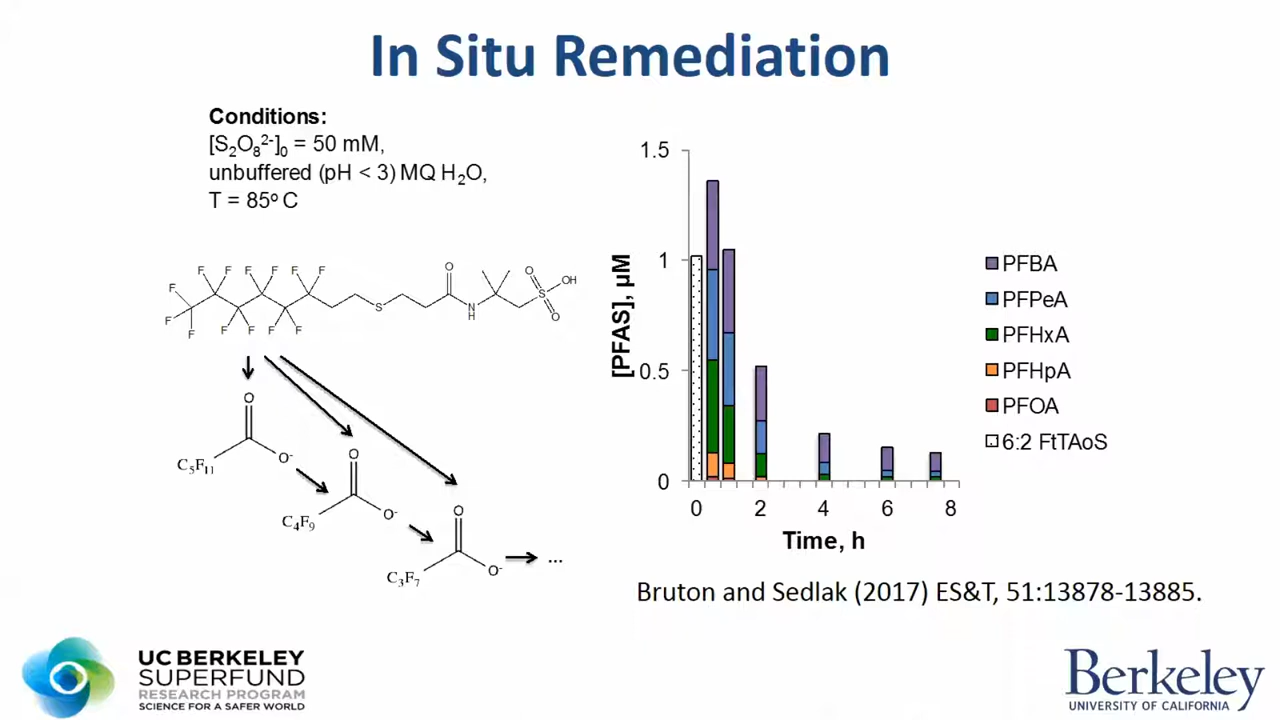 In Situ Remediation
Conditions:
[S₂O₈²⁻]₀ = 50 mM,
unbuffered (pH < 3) MQ H₂O,
T = 85º C
F F F F F F
F
F F F F F F
S
O
N
H
O
S
OH
O
O
O⁻
C₅F₁₁
O
O⁻
C₄F₉
O
O⁻
C₃F₇
...
[PFAS], µM
1.5
1
0.5
0
0 2 4 6 8
Time, h
PFBA
PFPeA
PFHxA
PFHpA
PFOA
6:2 FtTAoS
Bruton and Sedlak (2017) ES&T, 51:13878-13885.
UC BERKELEY
SUPERFUND
RESEARCH PROGRAM
SCIENCE FOR A SAFER WORLD
Berkeley
UNIVERSITY OF CALIFORNIA